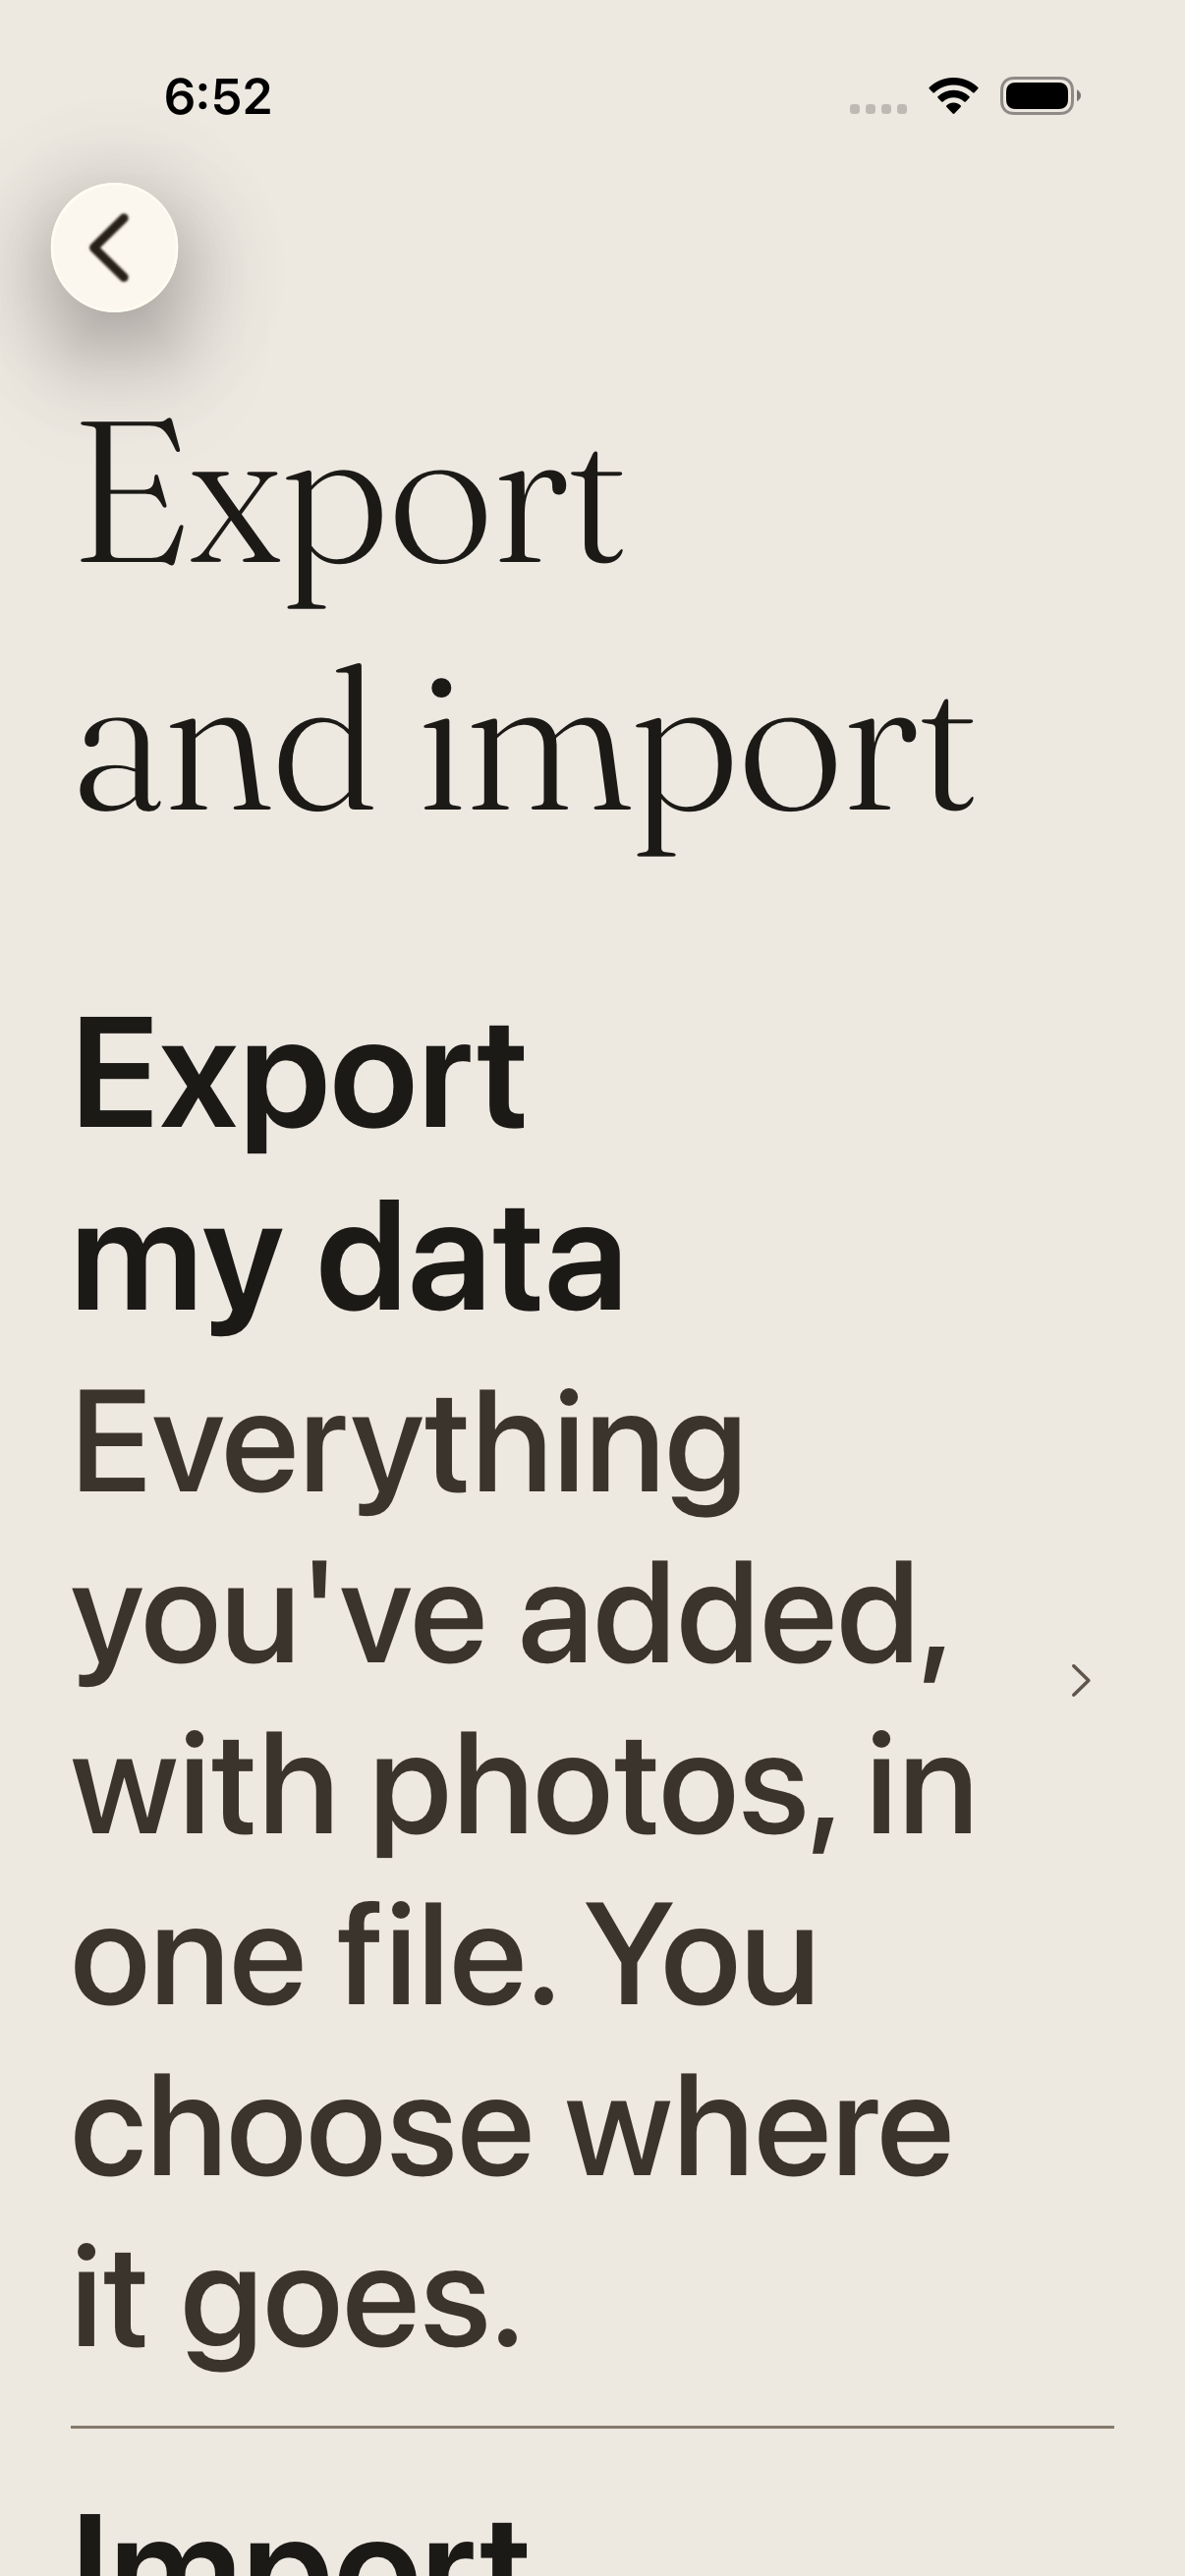 6:52
Export
and import
Export
my data
Everything
you've added,
with photos, in
one file. You
choose where
it goes.
Import